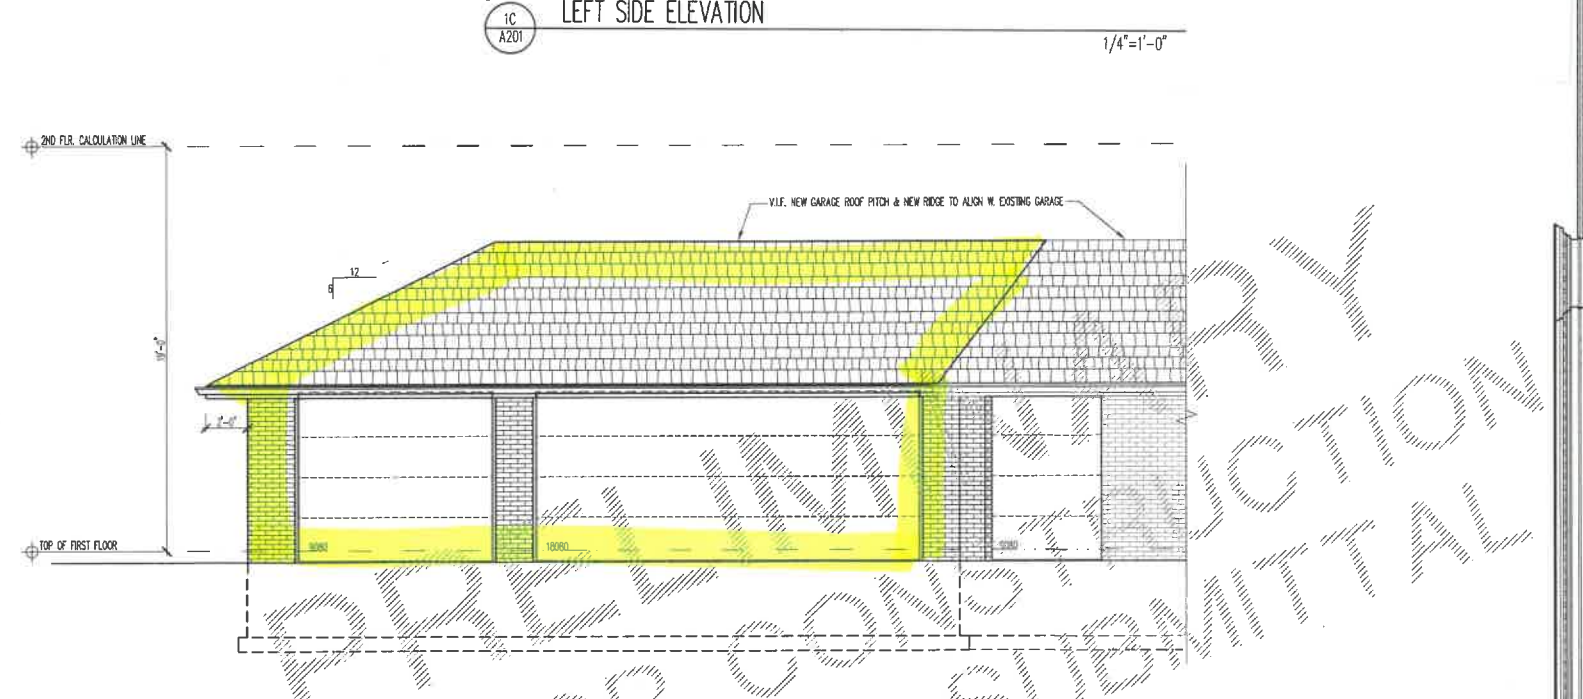 LEFT SIDE ELEVATION
1C
A201
1/4"=1'-0"
2ND FLR. CALCULATION LINE
V.I.F. NEW GARAGE ROOF PITCH & NEW RIDGE TO ALIGN W. EXISTING GARAGE
12
6
2'-0"
TOP OF FIRST FLOOR
9080
18080
9080
PRELIMINARY
CONSTRUCTION
SUBMITTAL